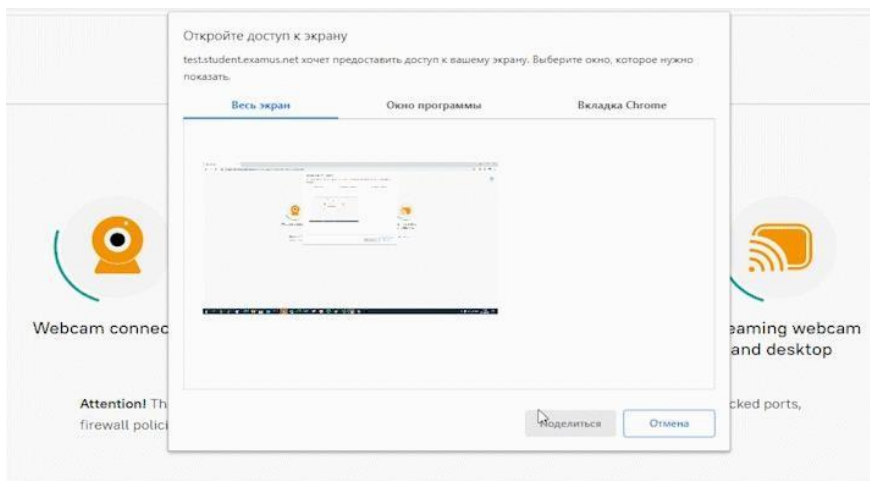 Откройте доступ к экрану
test.student.examus.net хочет предоставить доступ к вашему экрану. Выберите окно, которое нужно
показать.
Весь экран
Окно программы
Вкладка Chrome
Webcam connec
eaming webcam
and desktop
Attention! Th
cked ports,
firewall polici
Поделиться
Отмена